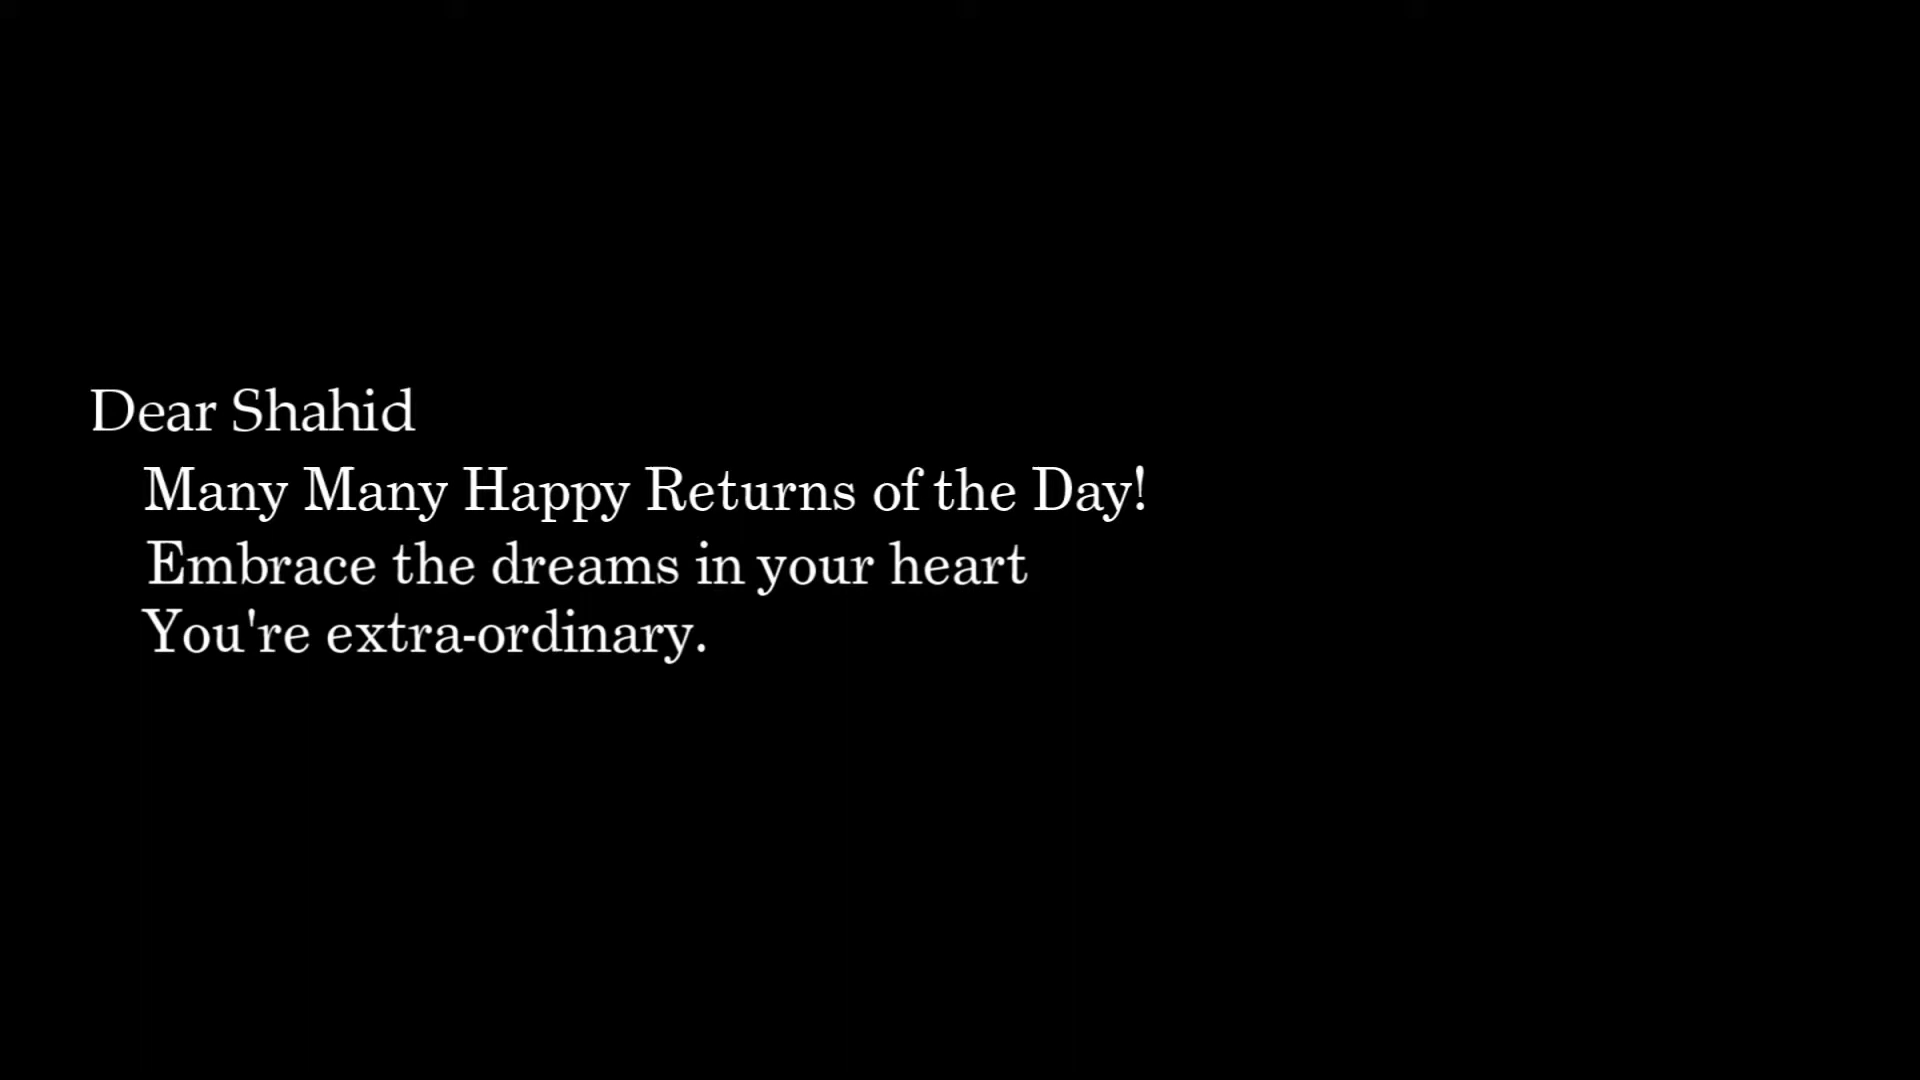 Dear Shahid
Many Many Happy Returns of the Day!
Embrace the dreams in your heart
You're extra-ordinary.